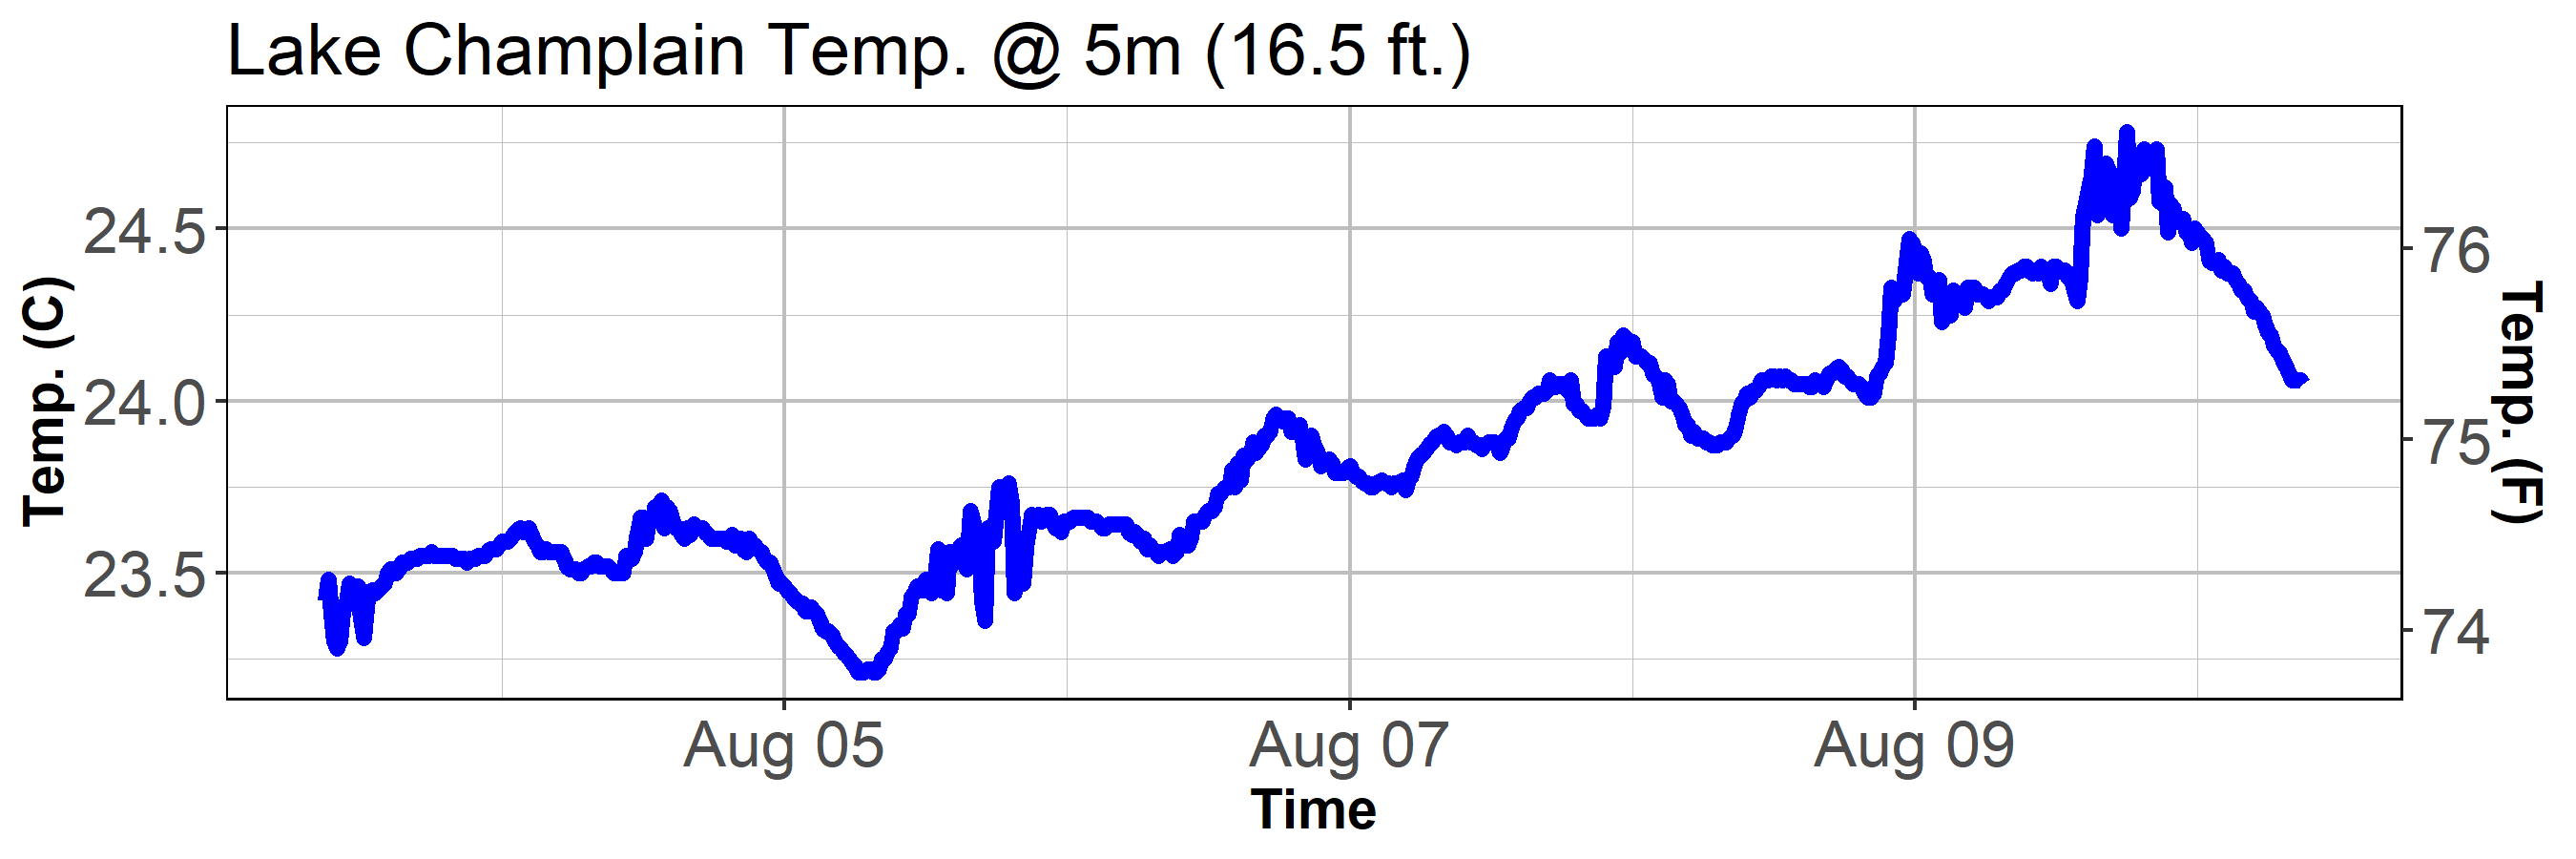 Lake Champlain Temp. @ 5m (16.5 ft.)
Temp. (C)
24.5
24.0
23.5
76
75
74
Temp. (F)
Aug 05
Aug 07
Aug 09
Time